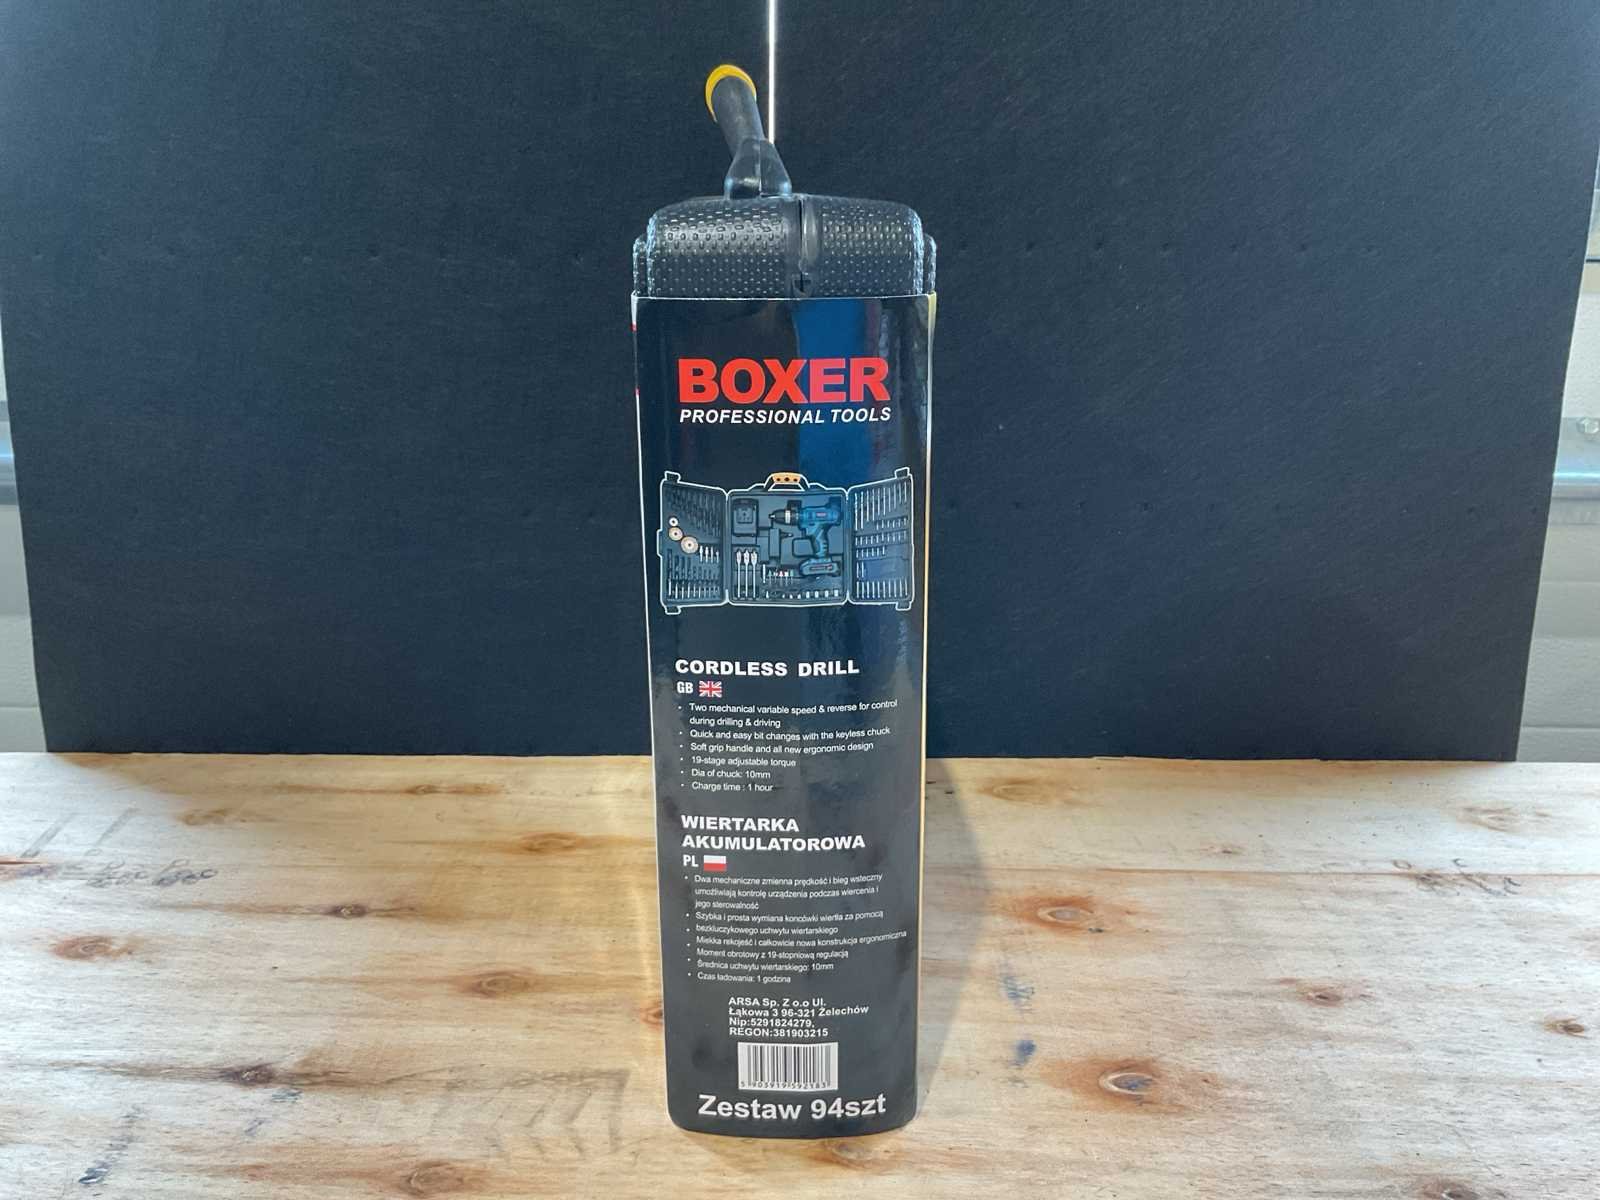 BOXER
PROFESSIONAL TOOLS
CORDLESS DRILL
GB
• Two mechanical variable speed & reverse for control
during drilling & driving
• Quick and easy bit changes with the keyless chuck
• Soft grip handle and all new ergonomic design
• 19-stage adjustable torque
• Dia of chuck: 10mm
• Charge time : 1 hour
WIERTARKA
AKUMULATOROWA
PL
• Dwa mechaniczne zmienna prędkość i bieg wsteczny
umożliwiają kontrolę urządzenia podczas wiercenia i
jego sterowalność
• Szybka i prosta wymiana końcówki wiertła za pomocą
• bezkluczykowego uchwytu wiertarskiego
• Miękka rękojeść i całkowicie nowa konstrukcja ergonomiczna
• Moment obrotowy z 19-stopniową regulacją
• Średnica uchwytu wiertarskiego: 10mm
• Czas ładowania: 1 godzina
ARSA Sp. Z o.o Ul.
Łąkowa 3 96-321 Żelechów
Nip:5291824279,
REGON:381903215
5 903919 592183
Zestaw 94szt